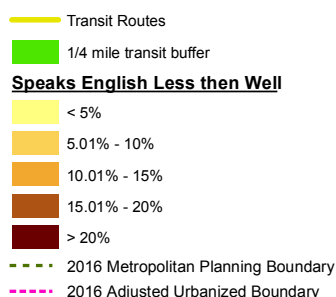 Transit Routes
1/4 mile transit buffer
Speaks English Less then Well
< 5%
5.01% - 10%
10.01% - 15%
15.01% - 20%
> 20%
2016 Metropolitan Planning Boundary
2016 Adjusted Urbanized Boundary